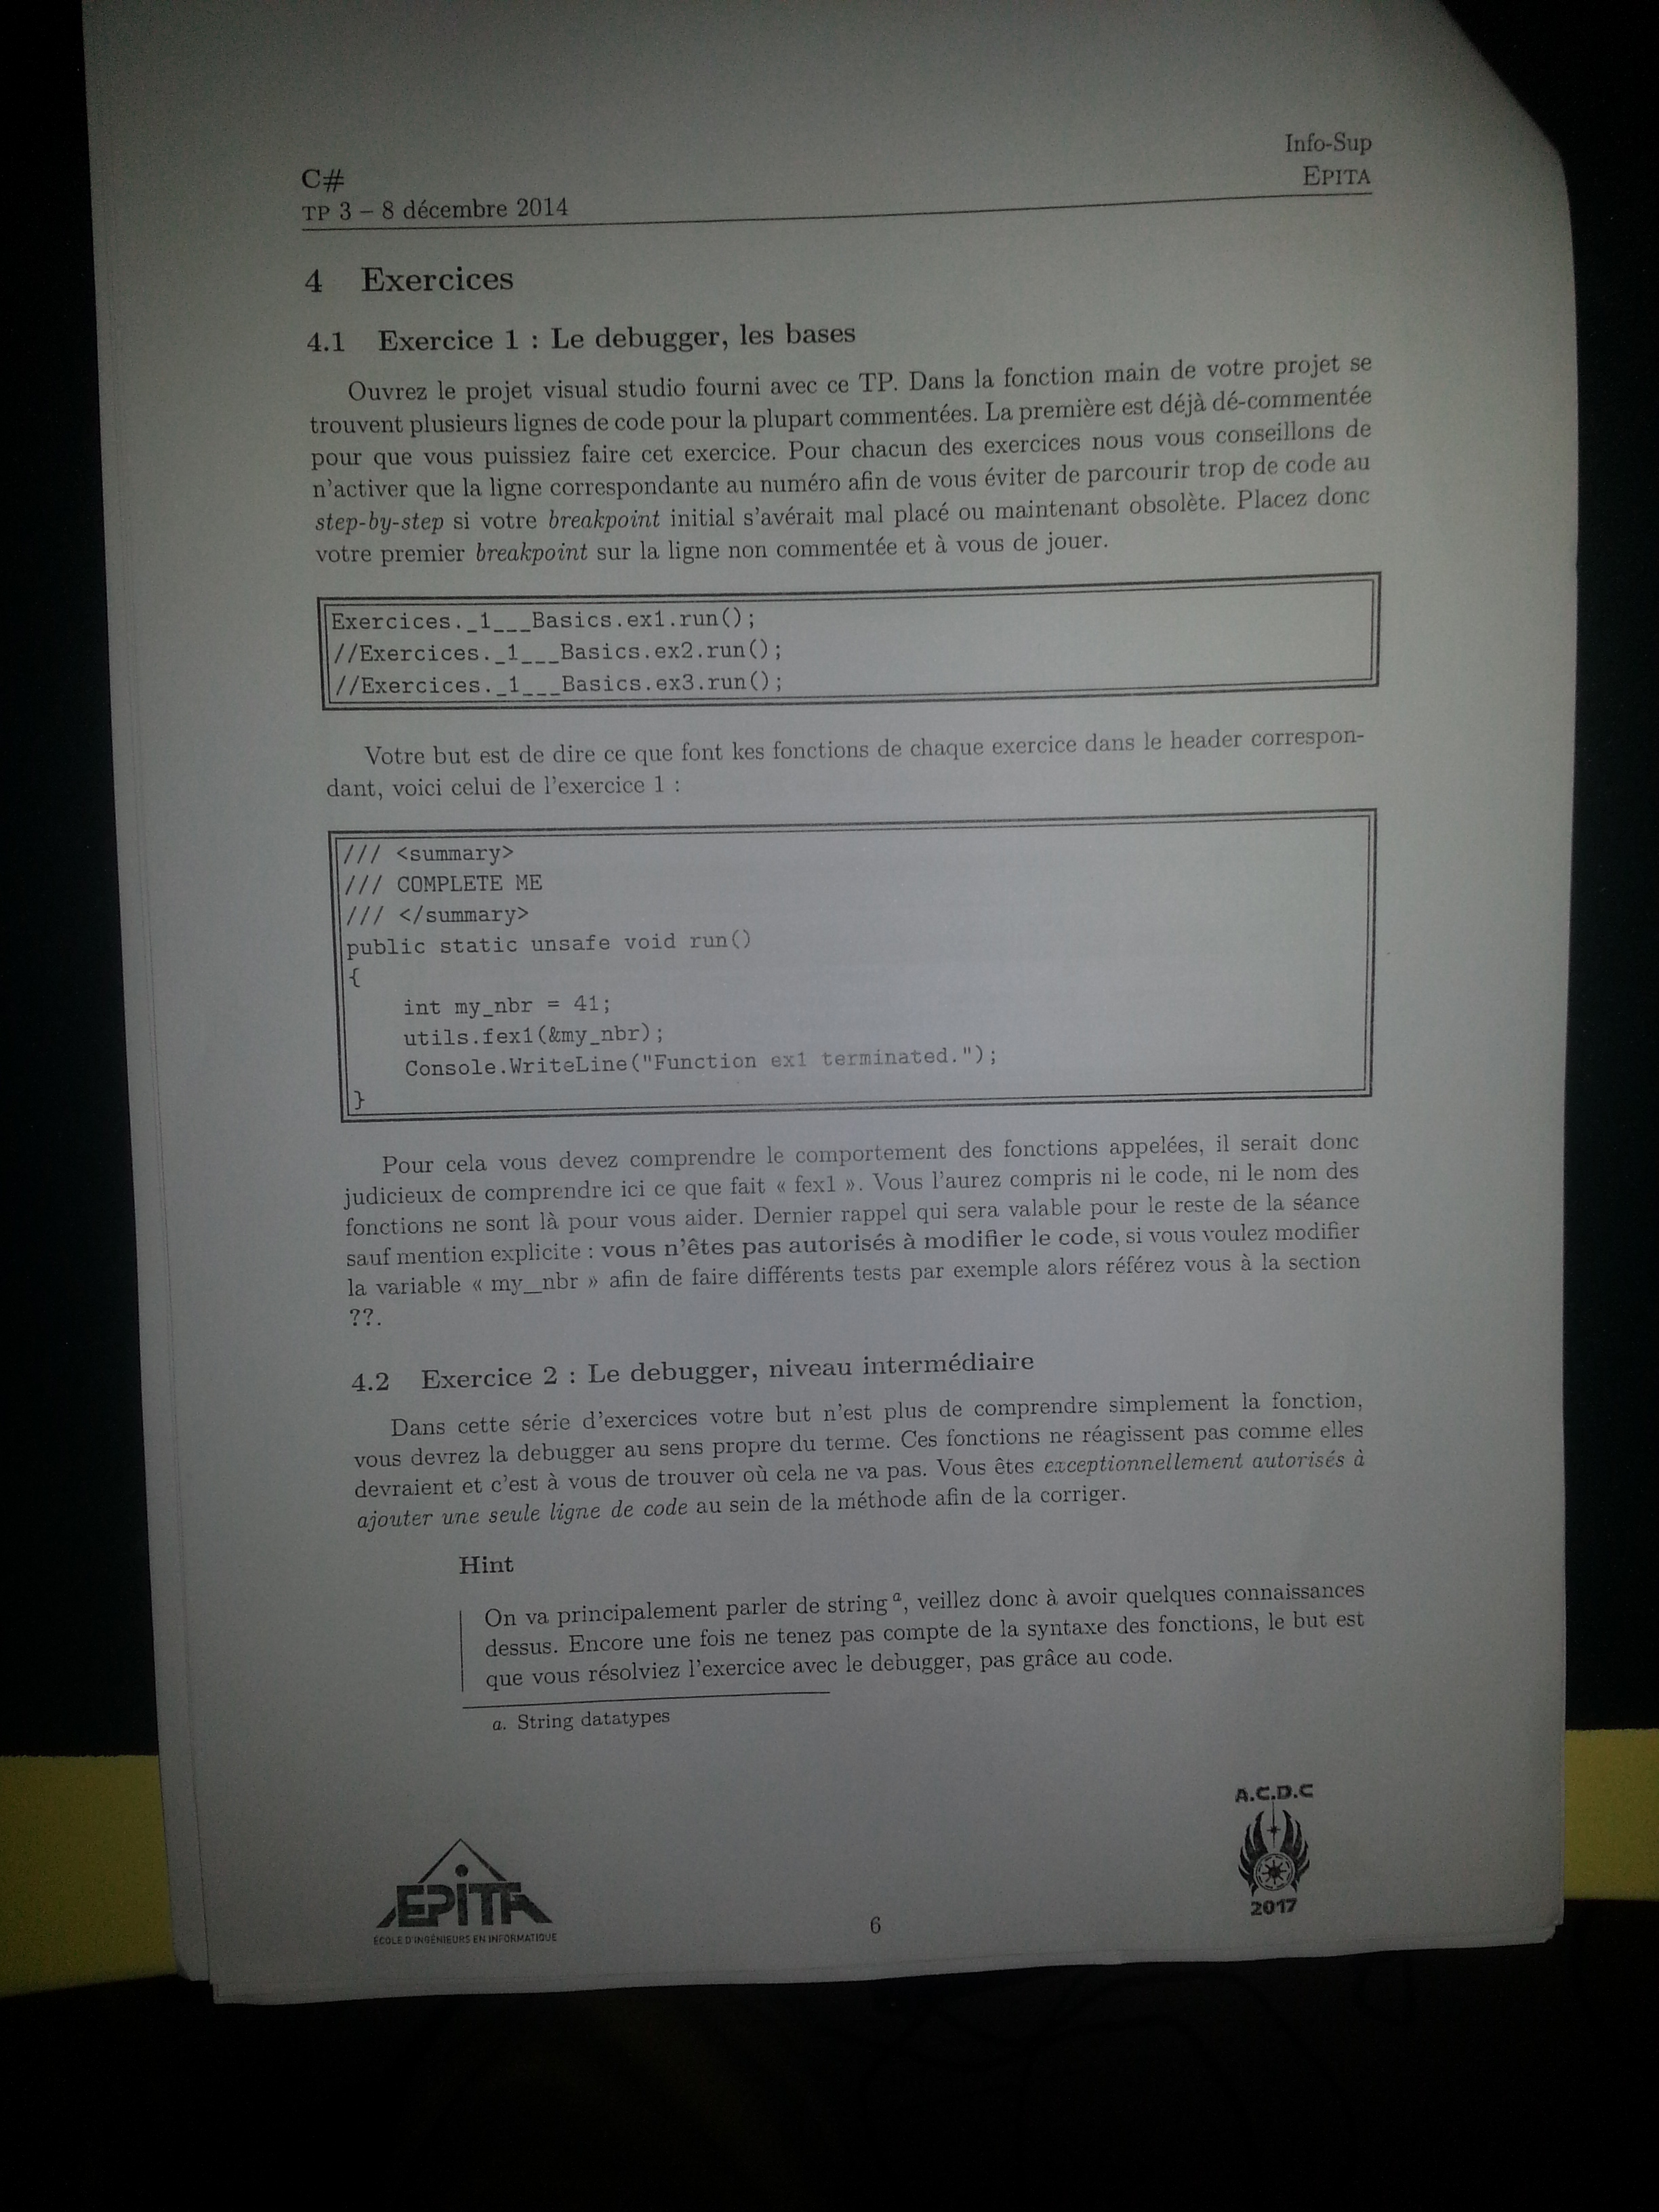 C#
TP 3 – 8 décembre 2014
Info-Sup
EPITA
4 Exercices
4.1 Exercice 1 : Le debugger, les bases
Ouvrez le projet visual studio fourni avec ce TP. Dans la fonction main de votre projet se
trouvent plusieurs lignes de code pour la plupart commentées. La première est déjà dé-commentée
pour que vous puissiez faire cet exercice. Pour chacun des exercices nous vous conseillons de
n'activer que la ligne correspondante au numéro afin de vous éviter de parcourir trop de code au
step-by-step si votre breakpoint initial s'avérait mal placé ou maintenant obsolète. Placez donc
votre premier breakpoint sur la ligne non commentée et à vous de jouer.
Exercices._1___Basics.ex1.run();
//Exercices._1___Basics.ex2.run();
//Exercices._1___Basics.ex3.run();
Votre but est de dire ce que font kes fonctions de chaque exercice dans le header correspon-
dant, voici celui de l'exercice 1 :
/// <summary>
/// COMPLETE ME
/// </summary>
public static unsafe void run()
{
int my_nbr = 41;
utils.fex1(&my_nbr);
Console.WriteLine("Function ex1 terminated.");
}
Pour cela vous devez comprendre le comportement des fonctions appelées, il serait donc
judicieux de comprendre ici ce que fait « fex1 ». Vous l'aurez compris ni le code, ni le nom des
fonctions ne sont là pour vous aider. Dernier rappel qui sera valable pour le reste de la séance
sauf mention explicite : vous n'êtes pas autorisés à modifier le code, si vous voulez modifier
la variable « my_nbr » afin de faire différents tests par exemple alors référez vous à la section
??.
4.2 Exercice 2 : Le debugger, niveau intermédiaire
Dans cette série d'exercices votre but n'est plus de comprendre simplement la fonction,
vous devrez la debugger au sens propre du terme. Ces fonctions ne réagissent pas comme elles
devraient et c'est à vous de trouver où cela ne va pas. Vous êtes exceptionnellement autorisés à
ajouter une seule ligne de code au sein de la méthode afin de la corriger.
Hint
On va principalement parler de string a, veillez donc à avoir quelques connaissances
dessus. Encore une fois ne tenez pas compte de la syntaxe des fonctions, le but est
que vous résolviez l'exercice avec le debugger, pas grâce au code.
a. String datatypes
EPITA
ÉCOLE D'INGÉNIEURS EN INFORMATIQUE
6
A.C.D.C
2017